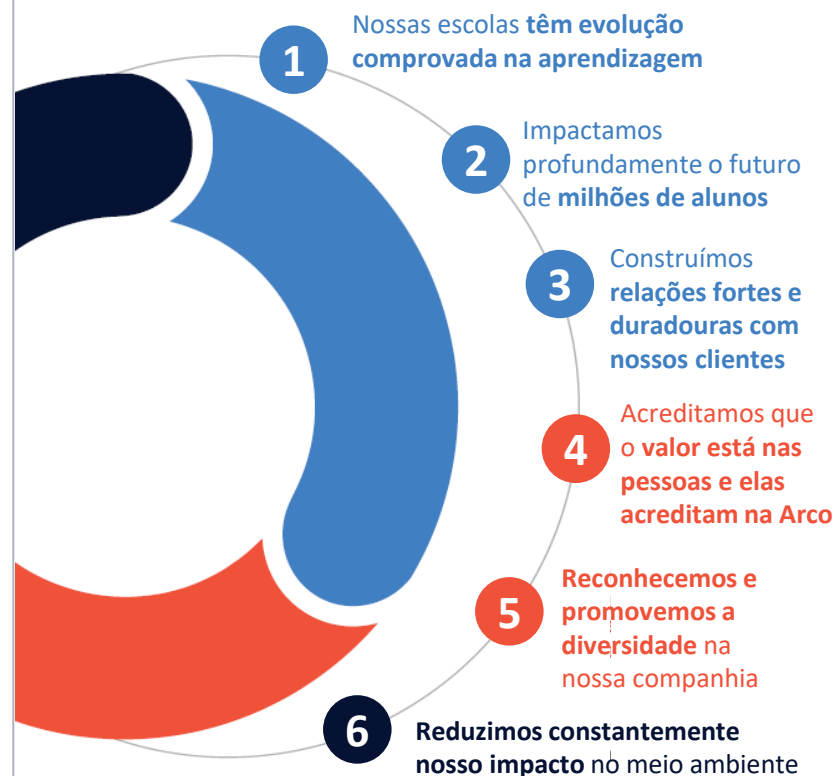 1
Nossas escolas têm evolução
comprovada na aprendizagem
2
Impactamos
profundamente o futuro
de milhões de alunos
3
Construímos
relações fortes e
duradouras com
nossos clientes
4
Acreditamos que
o valor está nas
pessoas e elas
acreditam na Arco
5
Reconhecemos e
promovemos a
diversidade na
nossa companhia
6
Reduzimos constantemente
nosso impacto no meio ambiente